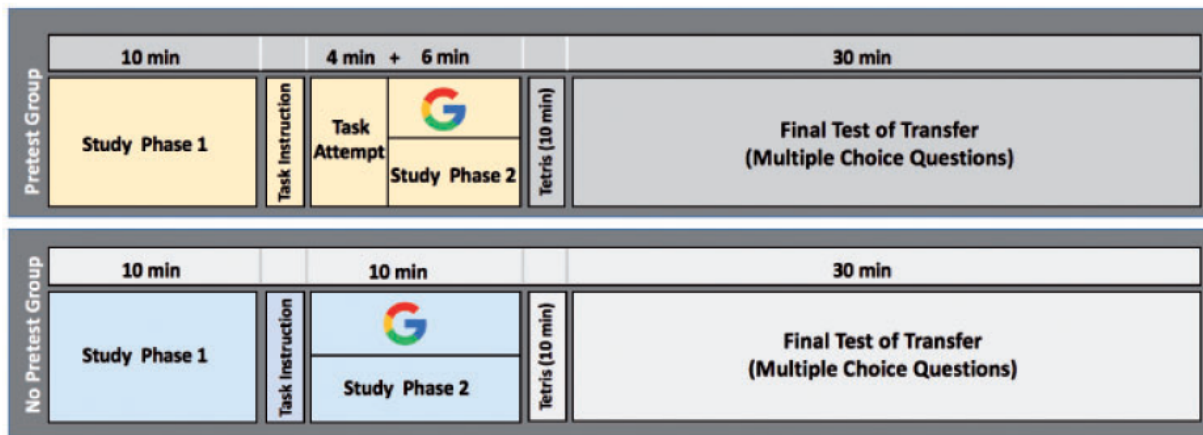 Pretest Group
10 min
4 min + 6 min
30 min
Study Phase 1
Task Instruction
Task
Attempt
G
Study Phase 2
Tetris (10 min)
Final Test of Transfer
(Multiple Choice Questions)
No Pretest Group
10 min
10 min
30 min
Study Phase 1
Task Instruction
G
Study Phase 2
Tetris (10 min)
Final Test of Transfer
(Multiple Choice Questions)